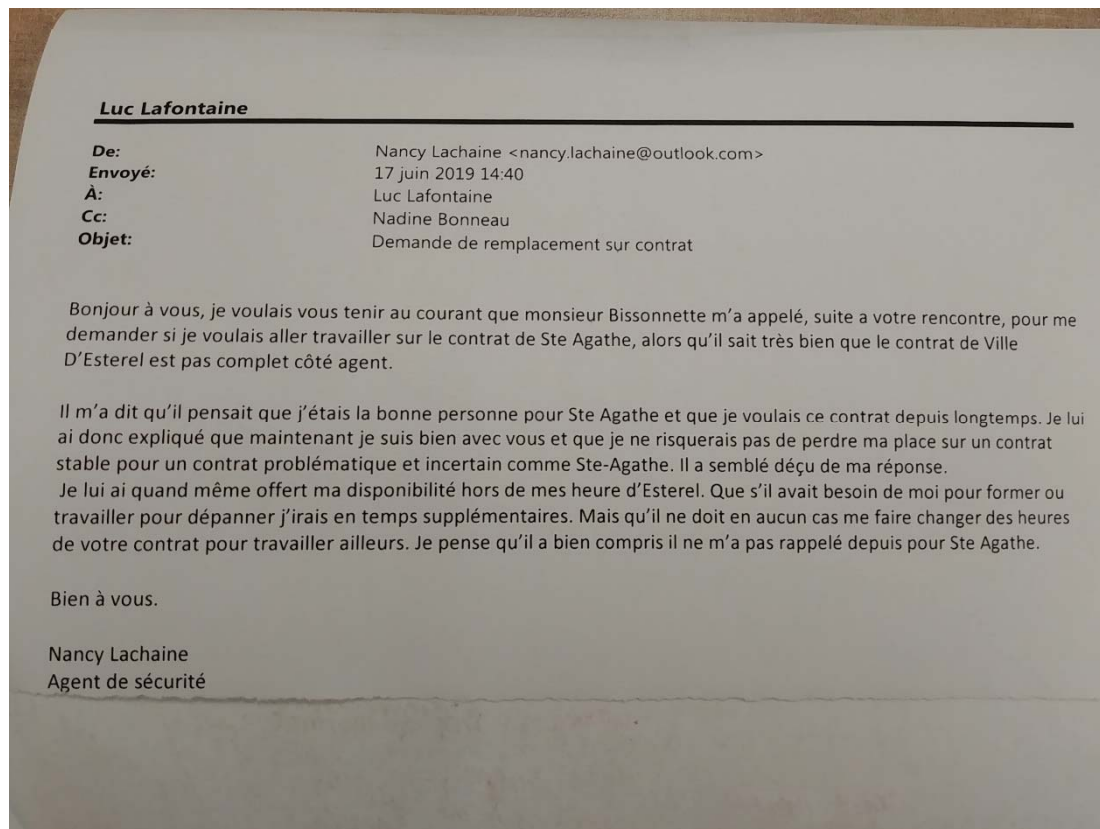 Luc Lafontaine
De: Nancy Lachaine <nancy.lachaine@outlook.com>
Envoyé: 17 juin 2019 14:40
À: Luc Lafontaine
Cc: Nadine Bonneau
Objet: Demande de remplacement sur contrat
Bonjour à vous, je voulais vous tenir au courant que monsieur Bissonnette m'a appelé, suite a votre rencontre, pour me
demander si je voulais aller travailler sur le contrat de Ste Agathe, alors qu'il sait très bien que le contrat de Ville
D'Esterel est pas complet côté agent.
Il m'a dit qu'il pensait que j'étais la bonne personne pour Ste Agathe et que je voulais ce contrat depuis longtemps. Je lui
ai donc expliqué que maintenant je suis bien avec vous et que je ne risquerais pas de perdre ma place sur un contrat
stable pour un contrat problématique et incertain comme Ste-Agathe. Il a semblé déçu de ma réponse.
Je lui ai quand même offert ma disponibilité hors de mes heure d'Esterel. Que s'il avait besoin de moi pour former ou
travailler pour dépanner j'irais en temps supplémentaires. Mais qu'il ne doit en aucun cas me faire changer des heures
de votre contrat pour travailler ailleurs. Je pense qu'il a bien compris il ne m'a pas rappelé depuis pour Ste Agathe.
Bien à vous.
Nancy Lachaine
Agent de sécurité